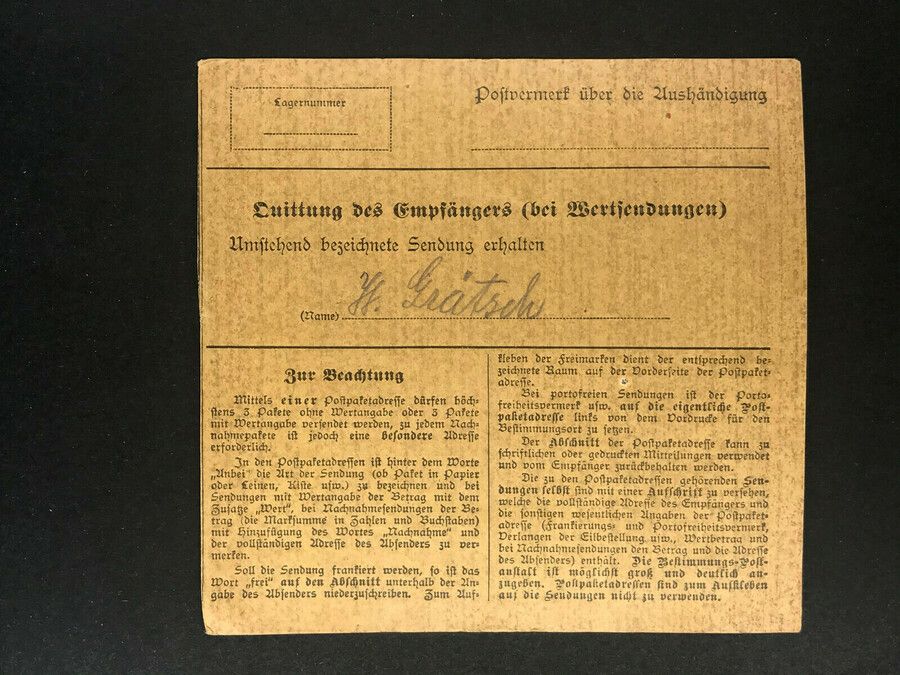 Lagernummer
Postvermerk über die Aushändigung
Quittung des Empfängers (bei Wertsendungen)
Umstehend bezeichnete Sendung erhalten
(Name) H. Grätsch
Zur Beachtung
Mittels einer Postpaketadresse dürfen höch-
stens 3 Pakete ohne Wertangabe oder 3 Pakete
mit Wertangabe versendet werden, zu jedem Nach-
nahmepakete ist jedoch eine besondere Adresse
erforderlich.
In den Postpaketadressen ist hinter dem Worte
„Anbei" die Art der Sendung (ob Paket in Papier
oder Leinen, Kiste usw.) zu bezeichnen und bei
Sendungen mit Wertangabe der Betrag mit dem
Zusatze „Wert", bei Nachnahmesendungen der Be-
trag (die Marksumme in Zahlen und Buchstaben)
mit Hinzufügung des Wortes „Nachnahme" und
der vollständigen Adresse des Absenders zu ver-
merken.
Soll die Sendung frankiert werden, so ist das
Wort „frei" auf den Abschnitt unterhalb der An-
gabe des Absenders niederzuschreiben. Zum Auf-
kleben der Freimarken dient der entsprechend be-
zeichnete Raum auf der Vorderseite der Postpaket-
adresse.
Bei portofreien Sendungen ist der Porto-
freiheitsvermerk usw. auf die eigentliche Post-
paketadresse links von dem Vordrucke für den
Bestimmungsort zu setzen.
Der Abschnitt der Postpaketadresse kann zu
schriftlichen oder gedruckten Mitteilungen verwendet
und vom Empfänger zurückbehalten werden.
Die zu den Postpaketadressen gehörenden Sen-
dungen selbst sind mit einer Aufschrift zu versehen,
welche die vollständige Adresse des Empfängers und
die sonstigen wesentlichen Angaben der Postpaket-
adresse (Frankierungs- und Portofreiheitsvermerk,
Verlangen der Eilbestellung usw., Wertbetrag und
bei Nachnahmesendungen den Betrag und die Adresse
des Absenders) enthält. Die Bestimmungs-Post-
anstalt ist möglichst groß und deutlich an-
zugeben. Postpaketadressen sind zum Aufkleben
auf die Sendungen nicht zu verwenden.